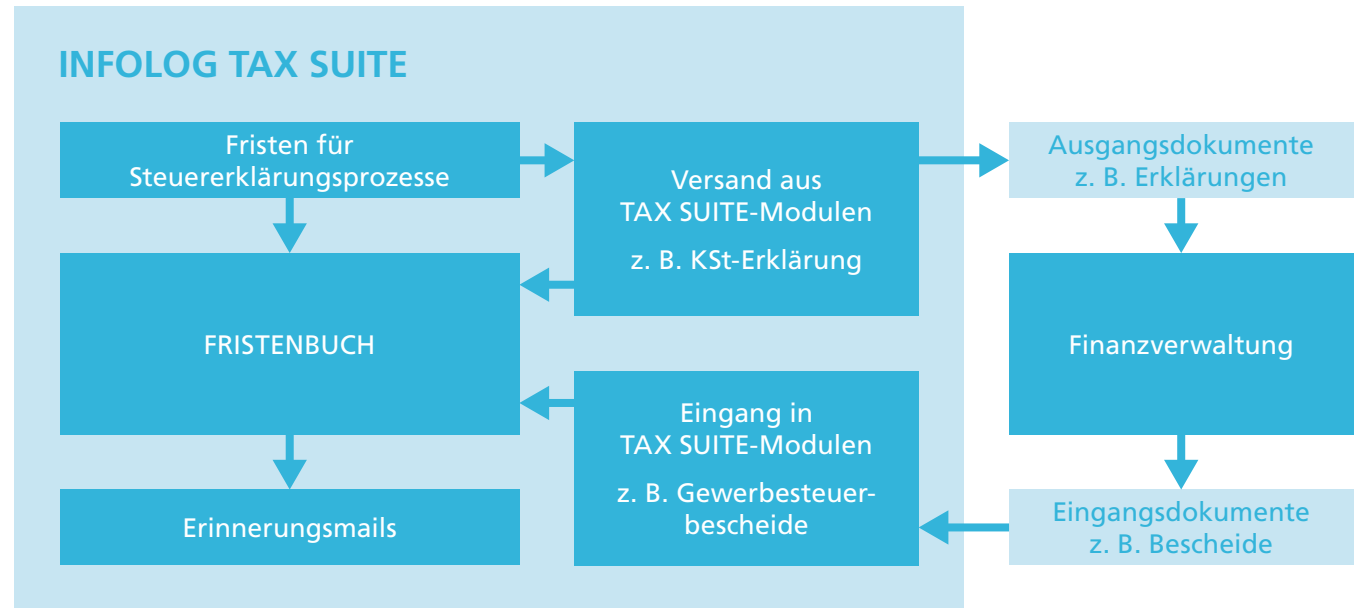 INFOLOG TAX SUITE
Fristen für
Steuererklärungsprozesse
Versand aus
TAX SUITE-Modulen
z. B. KSt-Erklärung
Ausgangsdokumente
z. B. Erklärungen
FRISTENBUCH
Finanzverwaltung
Eingang in
TAX SUITE-Modulen
z. B. Gewerbesteuer-
bescheide
Erinnerungsmails
Eingangsdokumente
z. B. Bescheide